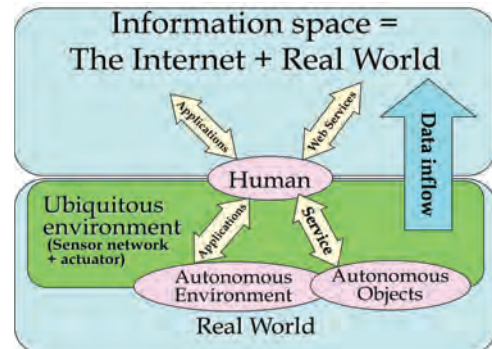 Information space =
The Internet + Real World
Applications
Web Services
Data inflow
Human
Ubiquitous
environment
(Sensor network
+ actuator)
Applications
Service
Autonomous
Environment
Autonomous
Objects
Real World